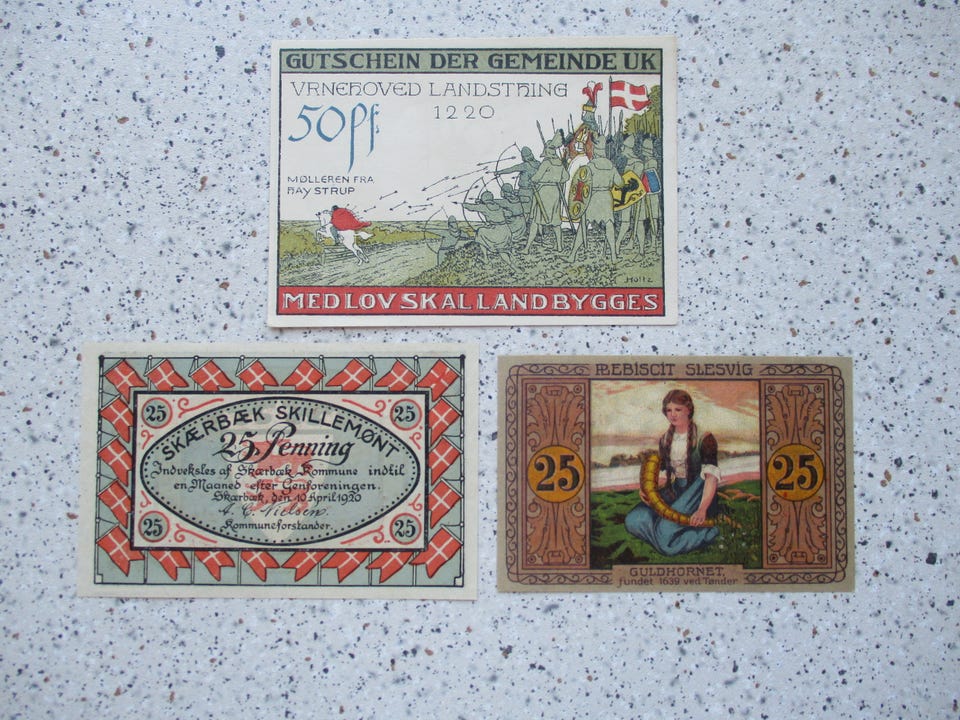 GUTSCHEIN DER GEMEINDE UK
VRNEHOVED LANDSTHING
50Pf 1220
MØLLEREN FRA
BAY STRUP
Holtz
MED LOV SKAL LAND BYGGES
25 25
SKÆRBÆK SKILLEMØNT
25 Penning
Indveksles af Skærbæk Kommune indtil
en Maaned efter Genforeningen.
Skærbæk, den 10 April 1920
A. C. Nielsen.
Kommuneforstander.
25 25
PLEBISCIT SLESVIG
25 25
GULDHORNET,
fundet 1639 ved Tønder